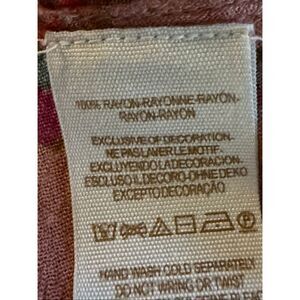 100% RAYON-RAYONNE-RAYON-
RAYON-RAYON
EXCLUSIVE OF DECORATION.
NE PAS LAVER LE MOTIF.
EXCLUYENDO LA DECORACION.
ESCLUSO IL DECORO-OHNE DEKO
EXCEPTO DECORAÇÃO
HAND WASH COLD SEPARATELY
DO NOT WRING OR TWIST